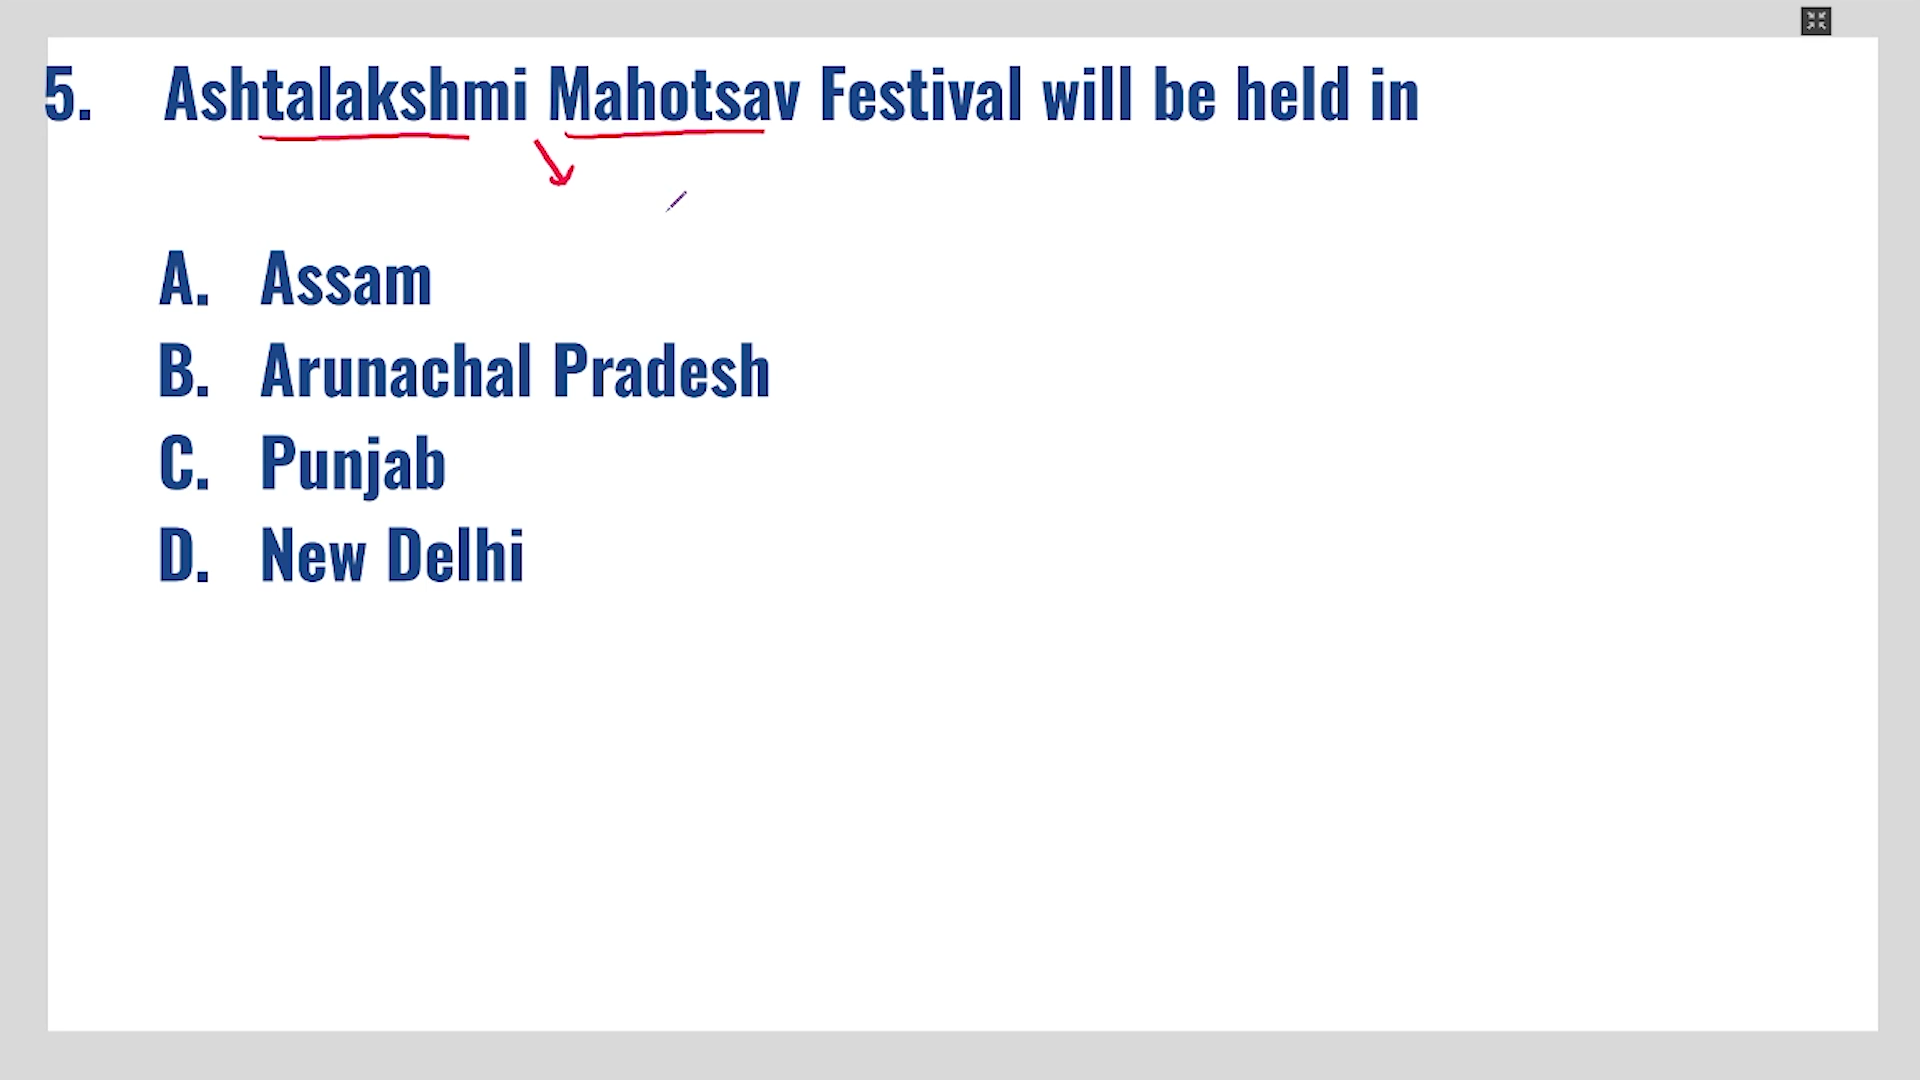 5. Ashtalakshmi Mahotsav Festival will be held in
A. Assam
B. Arunachal Pradesh
C. Punjab
D. New Delhi